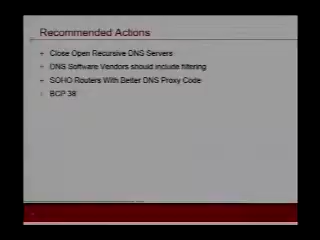 Recommended Actions
Close Open Recursive DNS Servers
DNS Software Vendors should include filtering
SOHO Routers With Better DNS Proxy Code
BCP 38